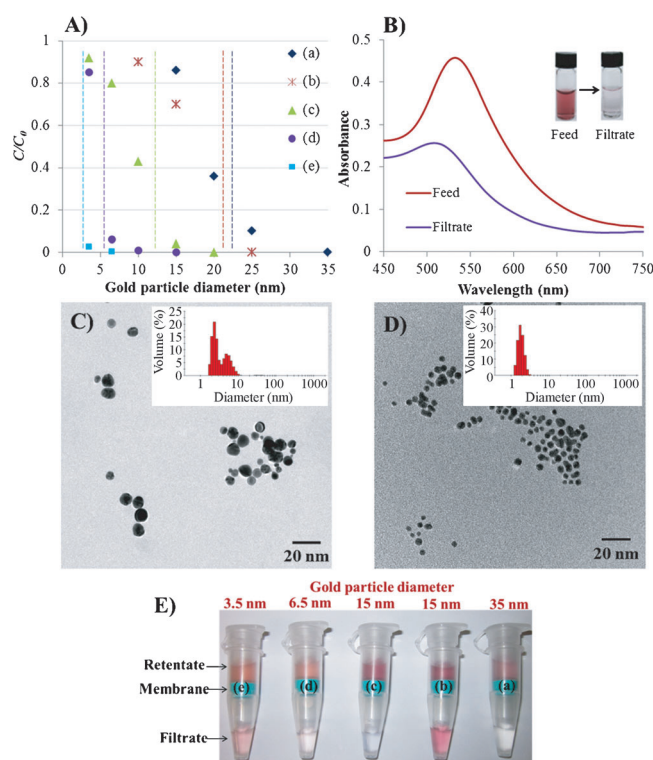 A)
C/C0
1
0.8
0.6
0.4
0.2
0
0 5 10 15 20 25 30 35
Gold particle diameter (nm)
(a)
(b)
(c)
(d)
(e)
B)
Absorbance
0.5
0.4
0.3
0.2
0.1
0
450 500 550 600 650 700 750
Wavelength (nm)
Feed
Filtrate
Feed Filtrate
C)
Volume (%)
25
20
15
10
5
0
1 10 100 1000
Diameter (nm)
20 nm
D)
Volume (%)
40
30
20
10
0
1 10 100 1000
Diameter (nm)
20 nm
E)
Gold particle diameter
3.5 nm 6.5 nm 15 nm 15 nm 35 nm
Retentate
Membrane
(e) (d) (c) (b) (a)
Filtrate